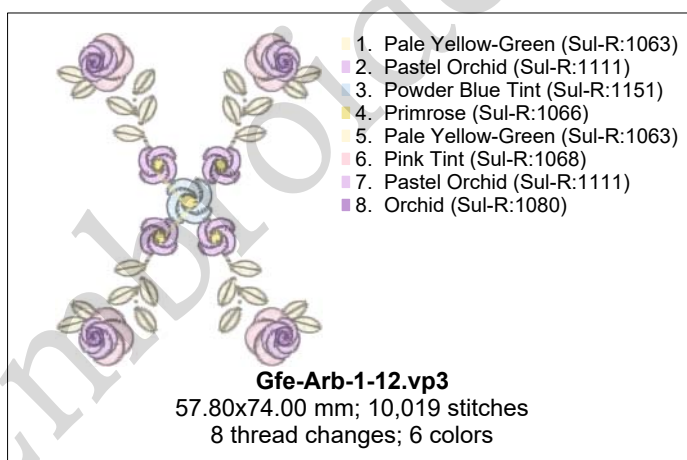 1. Pale Yellow-Green (Sul-R:1063)
2. Pastel Orchid (Sul-R:1111)
3. Powder Blue Tint (Sul-R:1151)
4. Primrose (Sul-R:1066)
5. Pale Yellow-Green (Sul-R:1063)
6. Pink Tint (Sul-R:1068)
7. Pastel Orchid (Sul-R:1111)
8. Orchid (Sul-R:1080)
Gfe-Arb-1-12.vp3
57.80x74.00 mm; 10,019 stitches
8 thread changes; 6 colors